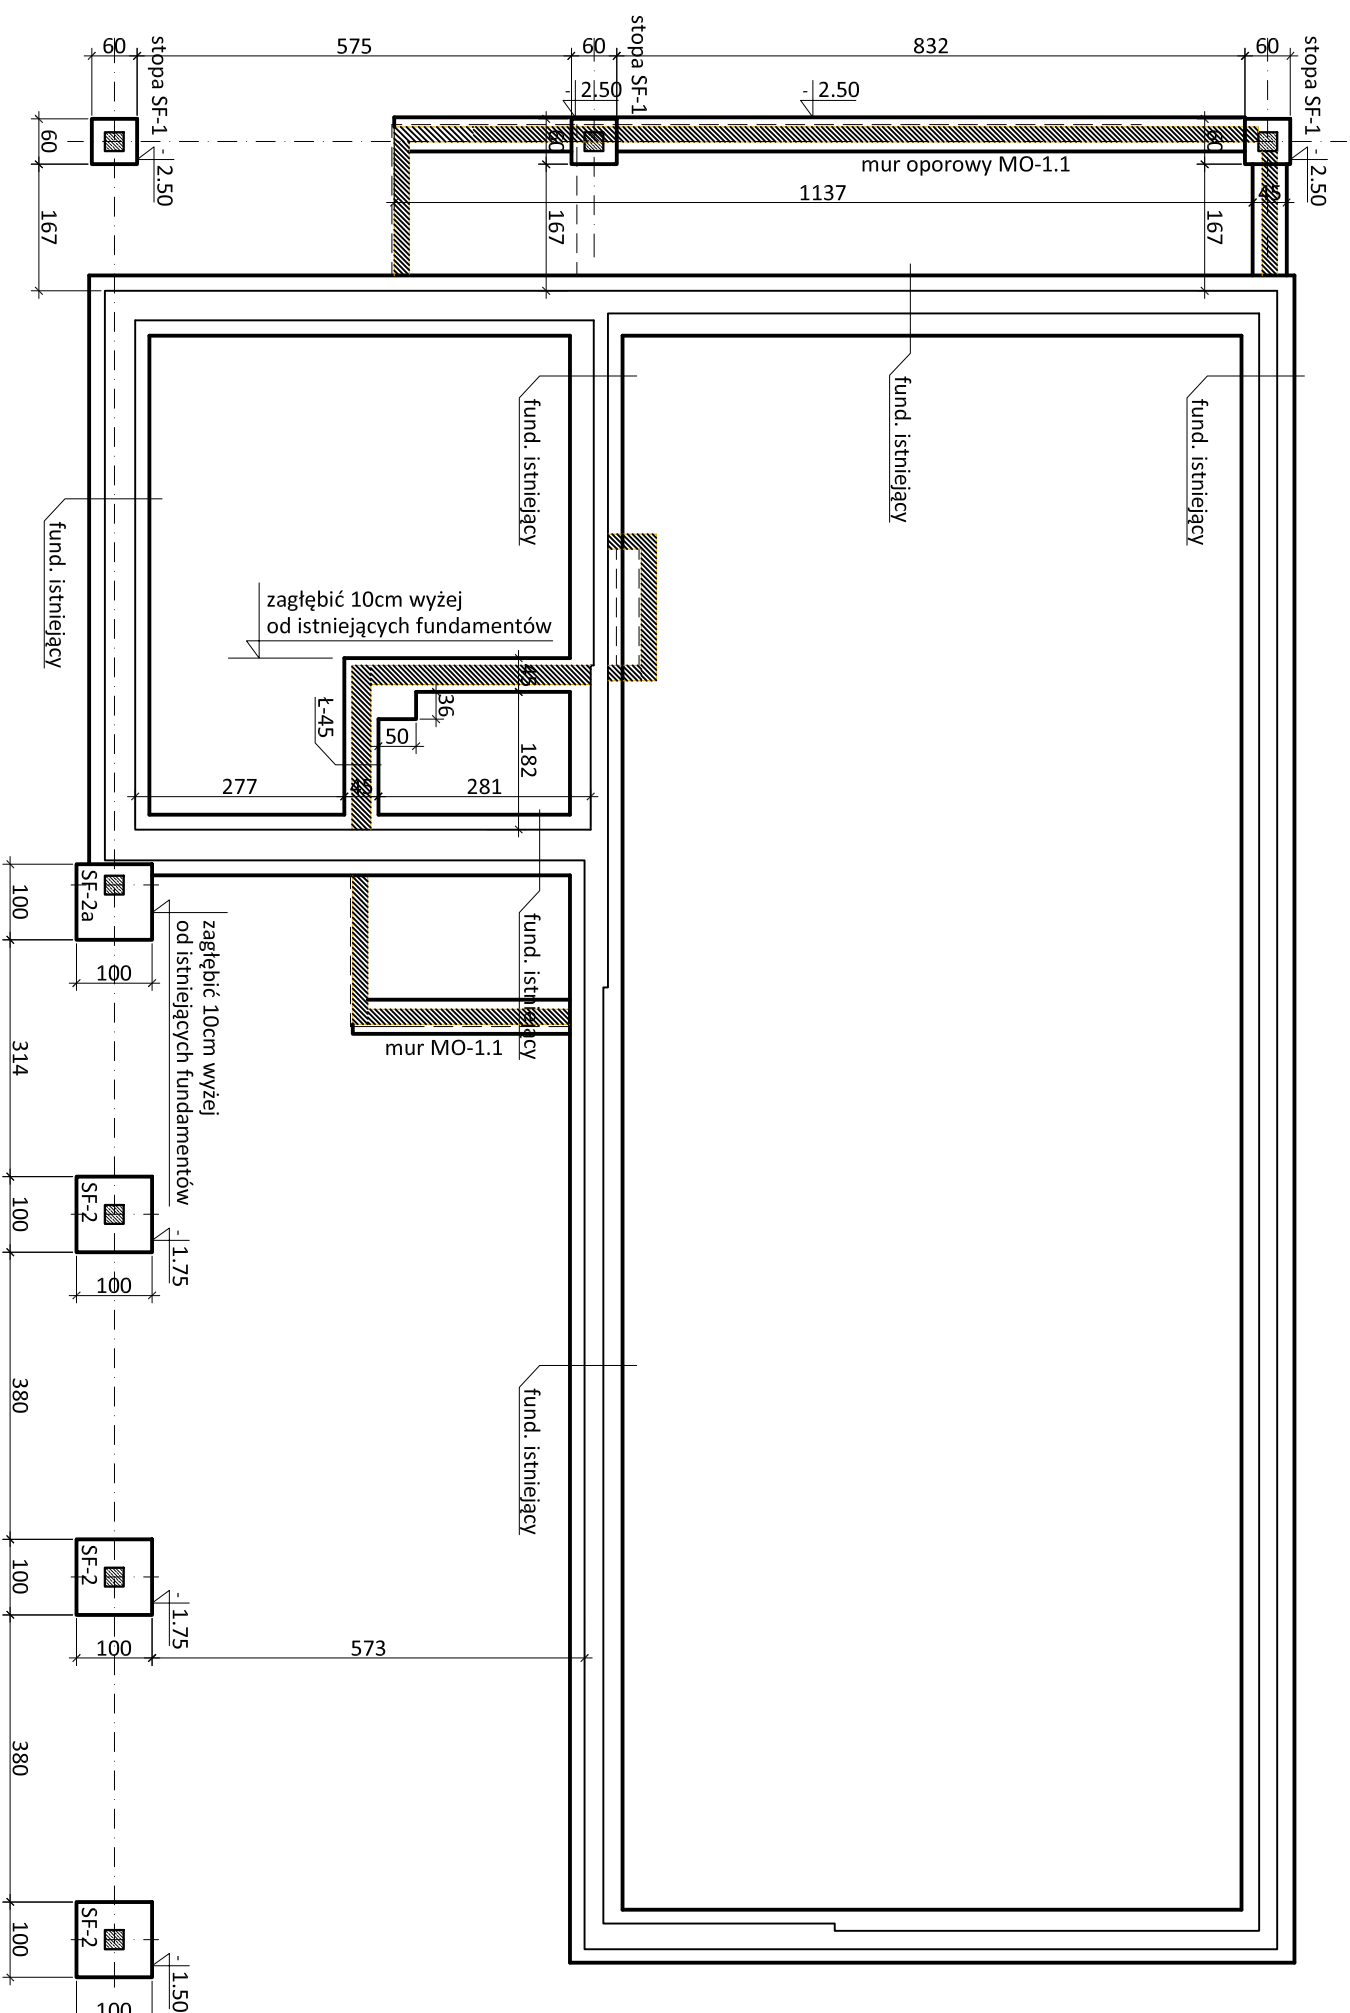 60
575
60
832
60
stopa SF-1
stopa SF-1
stopa SF-1
- 2.50
- 2.50
- 2.50
- 2.50
60
60
60
mur oporowy MO-1.1
1137
45
167
167
167
fund. istniejący
fund. istniejący
fund. istniejący
fund. istniejący
zagłębić 10cm wyżej
od istniejących fundamentów
45
36
50
Ł-45
182
277
45
281
SF-2a
100
100
zagłębić 10cm wyżej
od istniejących fundamentów
fund. istniejący
mur MO-1.1
314
SF-2
100
- 1.75
100
380
fund. istniejący
SF-2
100
- 1.75
100
573
380
SF-2
100
- 1.50
100